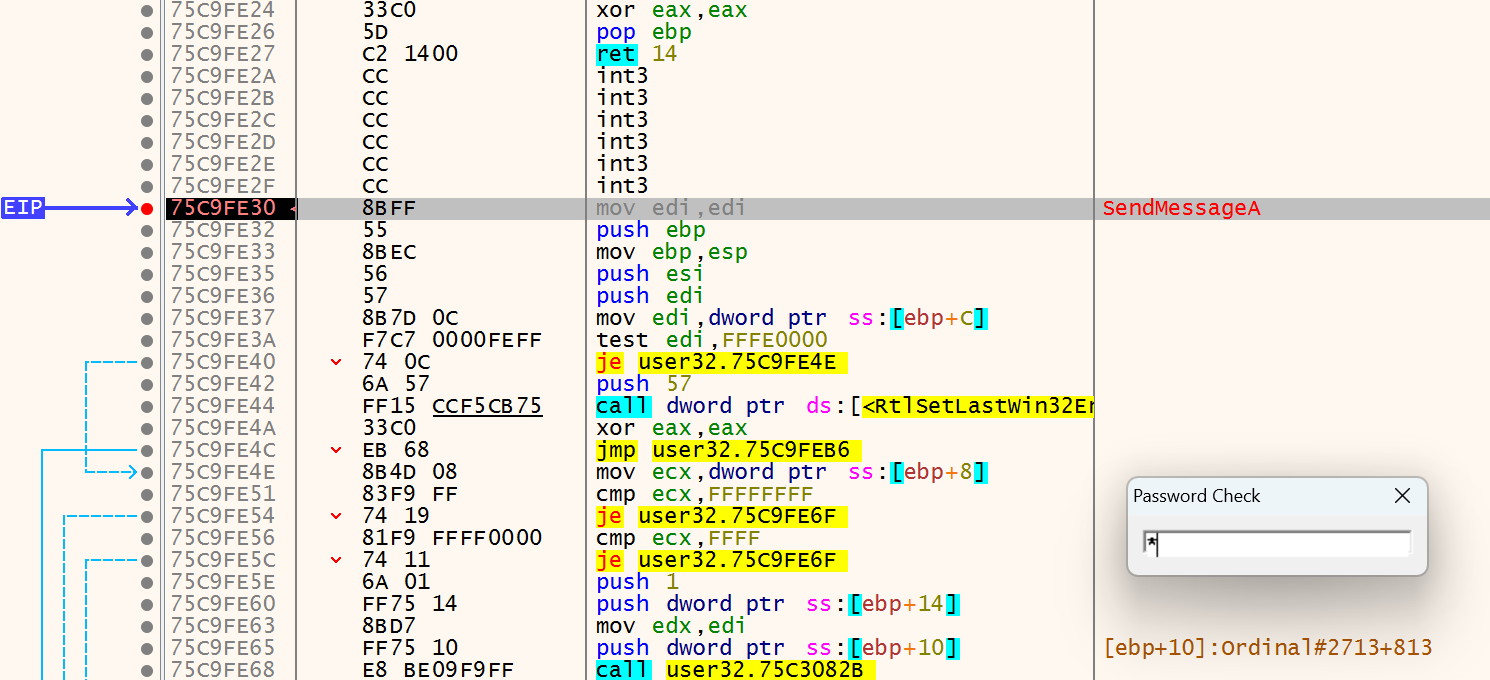 75C9FE24 33C0 xor eax,eax
75C9FE26 5D pop ebp
75C9FE27 C2 1400 ret 14
75C9FE2A CC int3
75C9FE2B CC int3
75C9FE2C CC int3
75C9FE2D CC int3
75C9FE2E CC int3
75C9FE2F CC int3
EIP 75C9FE30 8BFF mov edi,edi SendMessageA
75C9FE32 55 push ebp
75C9FE33 8BEC mov ebp,esp
75C9FE35 56 push esi
75C9FE36 57 push edi
75C9FE37 8B7D 0C mov edi,dword ptr ss:[ebp+C]
75C9FE3A F7C7 0000FEFF test edi,FFFE0000
75C9FE40 74 0C je user32.75C9FE4E
75C9FE42 6A 57 push 57
75C9FE44 FF15 CCF5CB75 call dword ptr ds:[<RtlSetLastWin32Er
75C9FE4A 33C0 xor eax,eax
75C9FE4C EB 68 jmp user32.75C9FEB6
75C9FE4E 8B4D 08 mov ecx,dword ptr ss:[ebp+8]
75C9FE51 83F9 FF cmp ecx,FFFFFFFF
75C9FE54 74 19 je user32.75C9FE6F
75C9FE56 81F9 FFFF0000 cmp ecx,FFFF
75C9FE5C 74 11 je user32.75C9FE6F
75C9FE5E 6A 01 push 1
75C9FE60 FF75 14 push dword ptr ss:[ebp+14]
75C9FE63 8BD7 mov edx,edi
75C9FE65 FF75 10 push dword ptr ss:[ebp+10] [ebp+10]:Ordinal#2713+813
75C9FE68 E8 BE09F9FF call user32.75C3082B
Password Check
*